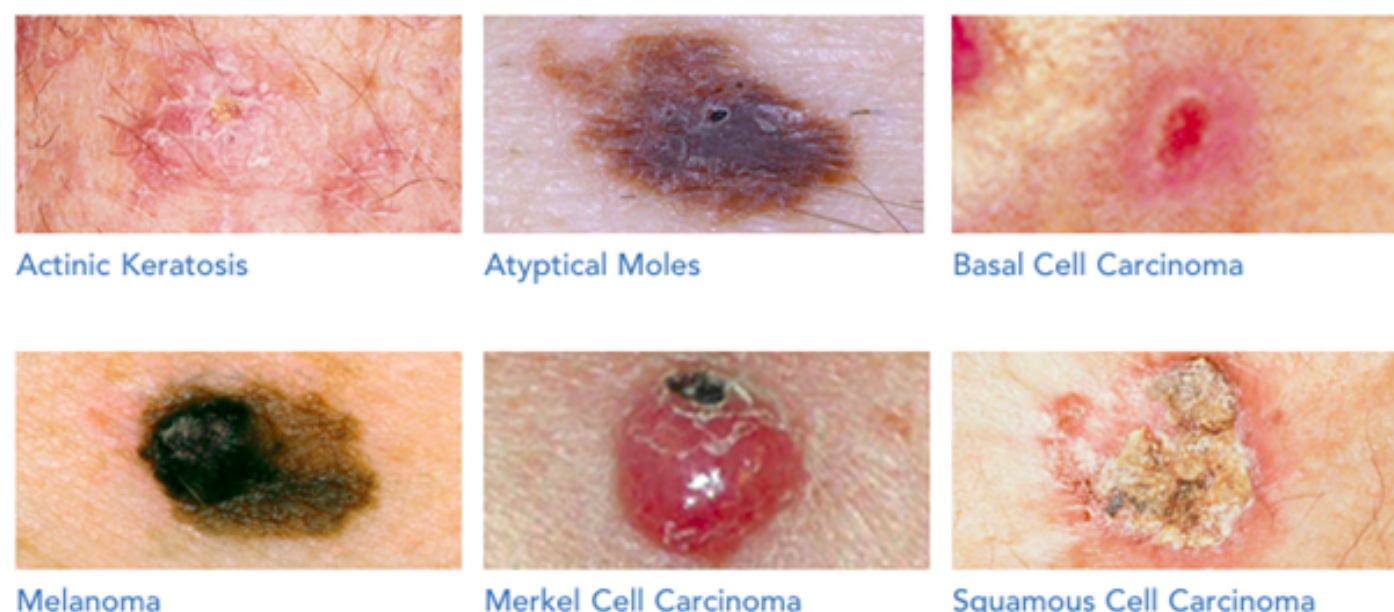 Actinic Keratosis
Atyptical Moles
Basal Cell Carcinoma
Melanoma
Merkel Cell Carcinoma
Squamous Cell Carcinoma